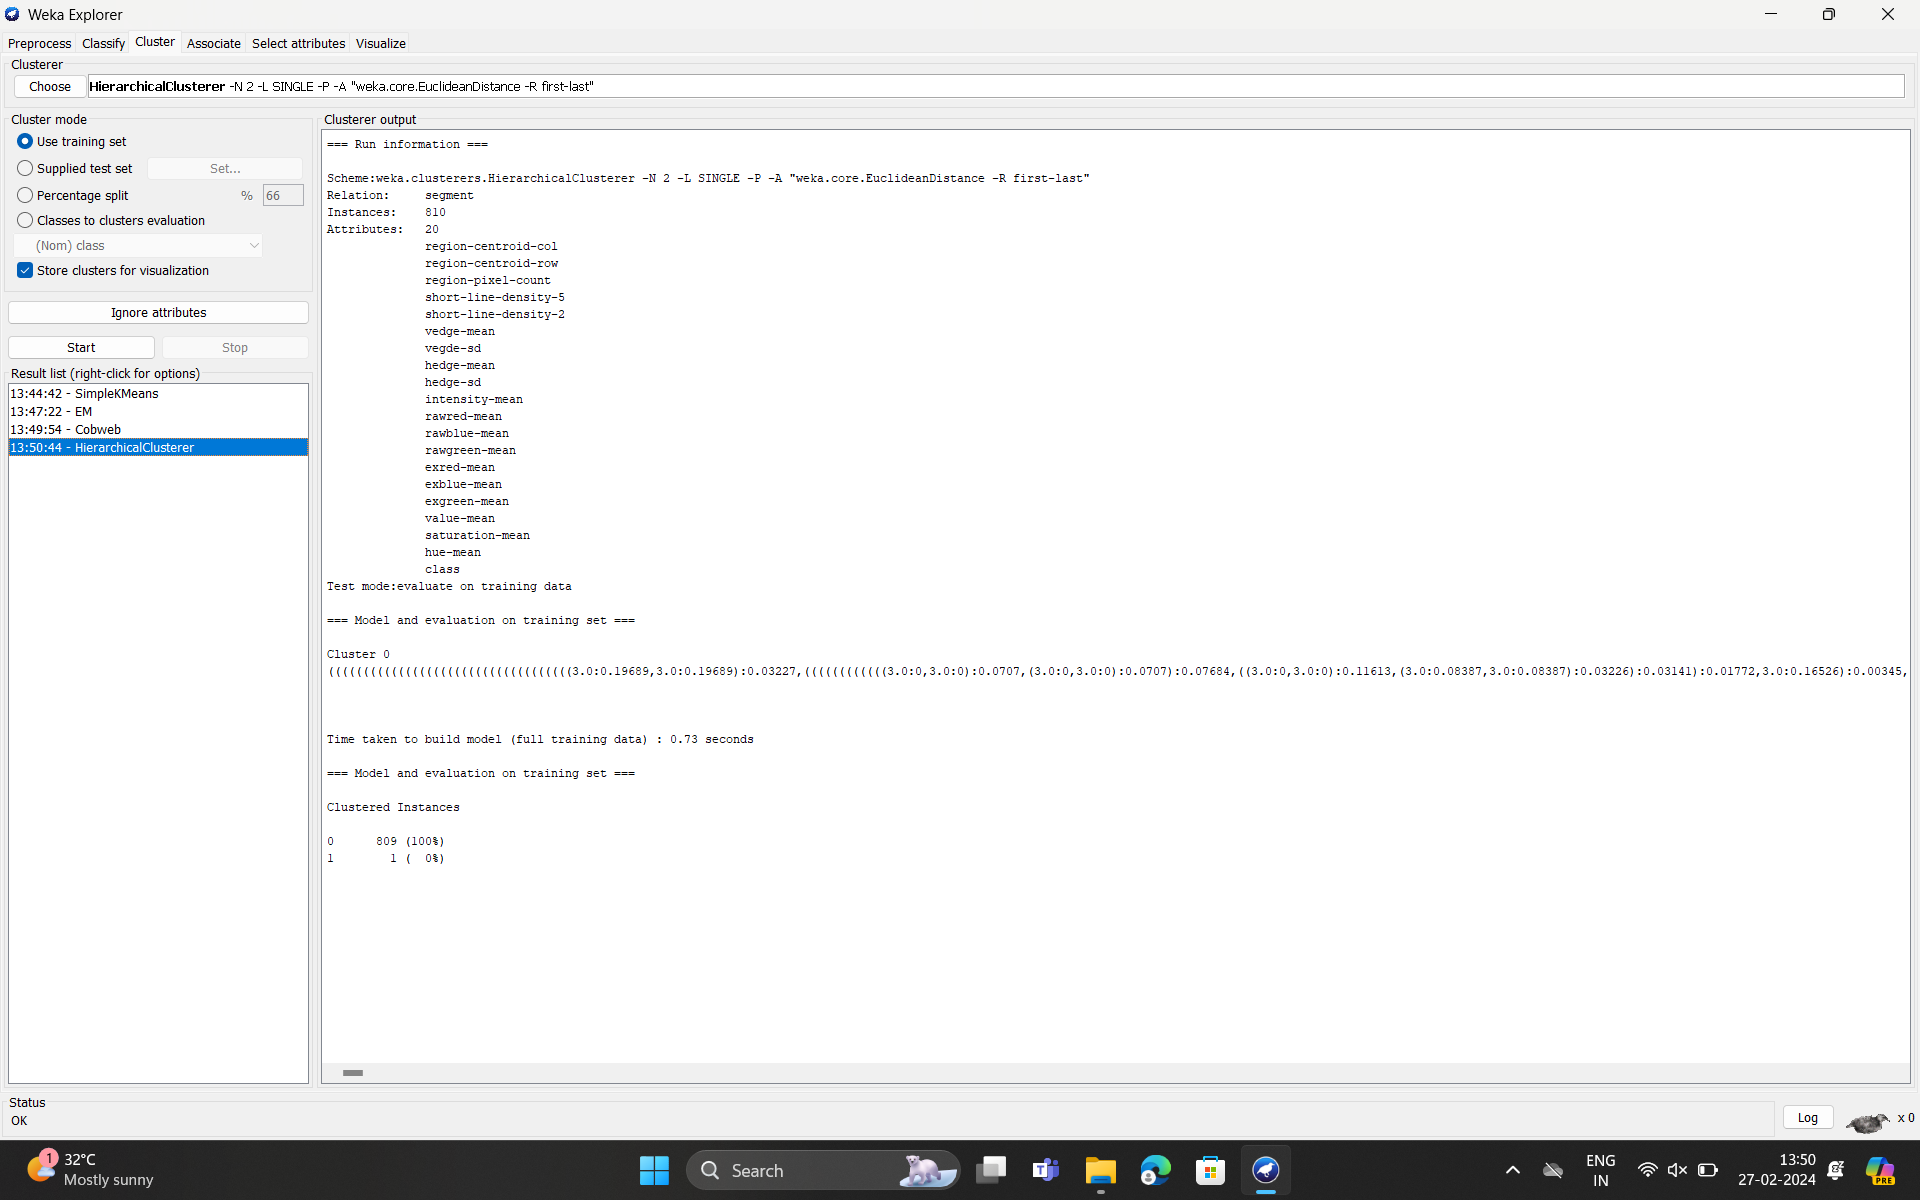 Weka Explorer
Preprocess Classify Cluster Associate Select attributes Visualize
Clusterer
Choose HierarchicalClusterer -N 2 -L SINGLE -P -A "weka.core.EuclideanDistance -R first-last"
Cluster mode
Use training set
Supplied test set Set...
Percentage split % 66
Classes to clusters evaluation
(Nom) class
Store clusters for visualization
Ignore attributes
Start Stop
Result list (right-click for options)
13:44:42 - SimpleKMeans
13:47:22 - EM
13:49:54 - Cobweb
13:50:44 - HierarchicalClusterer
Clusterer output
=== Run information ===
Scheme:weka.clusterers.HierarchicalClusterer -N 2 -L SINGLE -P -A "weka.core.EuclideanDistance -R first-last"
Relation: segment
Instances: 810
Attributes: 20
region-centroid-col
region-centroid-row
region-pixel-count
short-line-density-5
short-line-density-2
vedge-mean
vegde-sd
hedge-mean
hedge-sd
intensity-mean
rawred-mean
rawblue-mean
rawgreen-mean
exred-mean
exblue-mean
exgreen-mean
value-mean
saturation-mean
hue-mean
class
Test mode:evaluate on training data
=== Model and evaluation on training set ===
Cluster 0
(((((((((((((((((((((((((((((((((((3.0:0.19689,3.0:0.19689):0.03227,((((((((((((3.0:0,3.0:0):0.0707,(3.0:0,3.0:0):0.0707):0.07684,((3.0:0,3.0:0):0.11613,(3.0:0.08387,3.0:0.08387):0.03226):0.03141):0.01772,3.0:0.16526):0.00345,
Time taken to build model (full training data) : 0.73 seconds
=== Model and evaluation on training set ===
Clustered Instances
0 809 (100%)
1 1 ( 0%)
Status
OK
Log x 0
1 32°C
Mostly sunny
Search
ENG
IN
13:50
27-02-2024
PRE